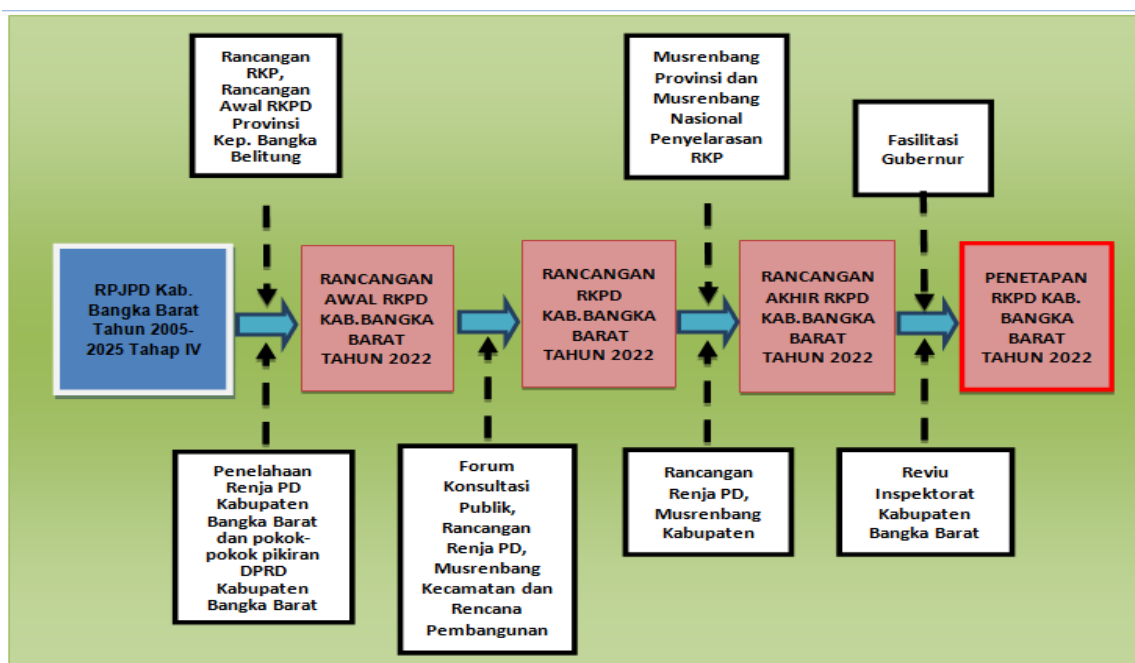 Rancangan
RKP,
Rancangan
Awal RKPD
Provinsi
Kep. Bangka
Belitung
Musrenbang
Provinsi dan
Musrenbang
Nasional
Penyelarasan
RKP
Fasilitasi
Gubernur
RPJPD Kab.
Bangka Barat
Tahun 2005-
2025 Tahap IV
RANCANGAN
AWAL RKPD
KAB.BANGKA
BARAT
TAHUN 2022
RANCANGAN
RKPD
KAB.BANGKA
BARAT
TAHUN 2022
RANCANGAN
AKHIR RKPD
KAB.BANGKA
BARAT
TAHUN 2022
PENETAPAN
RKPD KAB.
BANGKA
BARAT
TAHUN 2022
Penelahaan
Renja PD
Kabupaten
Bangka Barat
dan pokok-
pokok pikiran
DPRD
Kabupaten
Bangka Barat
Forum
Konsultasi
Publik,
Rancangan
Renja PD,
Musrenbang
Kecamatan dan
Rencana
Pembangunan
Rancangan
Renja PD,
Musrenbang
Kabupaten
Reviu
Inspektorat
Kabupaten
Bangka Barat